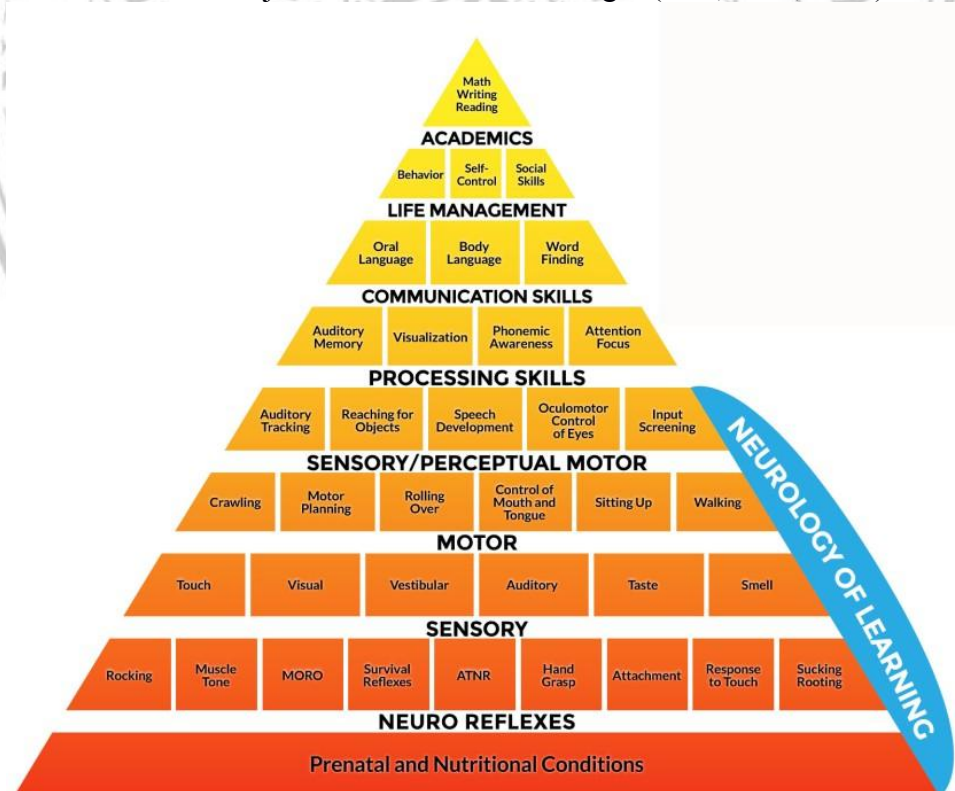 Math
Writing
Reading
ACADEMICS
Behavior
Self-
Control
Social
Skills
LIFE MANAGEMENT
Oral
Language
Body
Language
Word
Finding
COMMUNICATION SKILLS
Auditory
Memory
Visualization
Phonemic
Awareness
Attention
Focus
PROCESSING SKILLS
Auditory
Tracking
Reaching for
Objects
Speech
Development
Oculomotor
Control
of Eyes
Input
Screening
SENSORY/PERCEPTUAL MOTOR
Crawling
Motor
Planning
Rolling
Over
Control of
Mouth and
Tongue
Sitting Up
Walking
MOTOR
Touch
Visual
Vestibular
Auditory
Taste
Smell
SENSORY
Rocking
Muscle
Tone
MORO
Survival
Reflexes
ATNR
Hand
Grasp
Attachment
Response
to Touch
Sucking
Rooting
NEURO REFLEXES
Prenatal and Nutritional Conditions
NEUROLOGY OF LEARNING